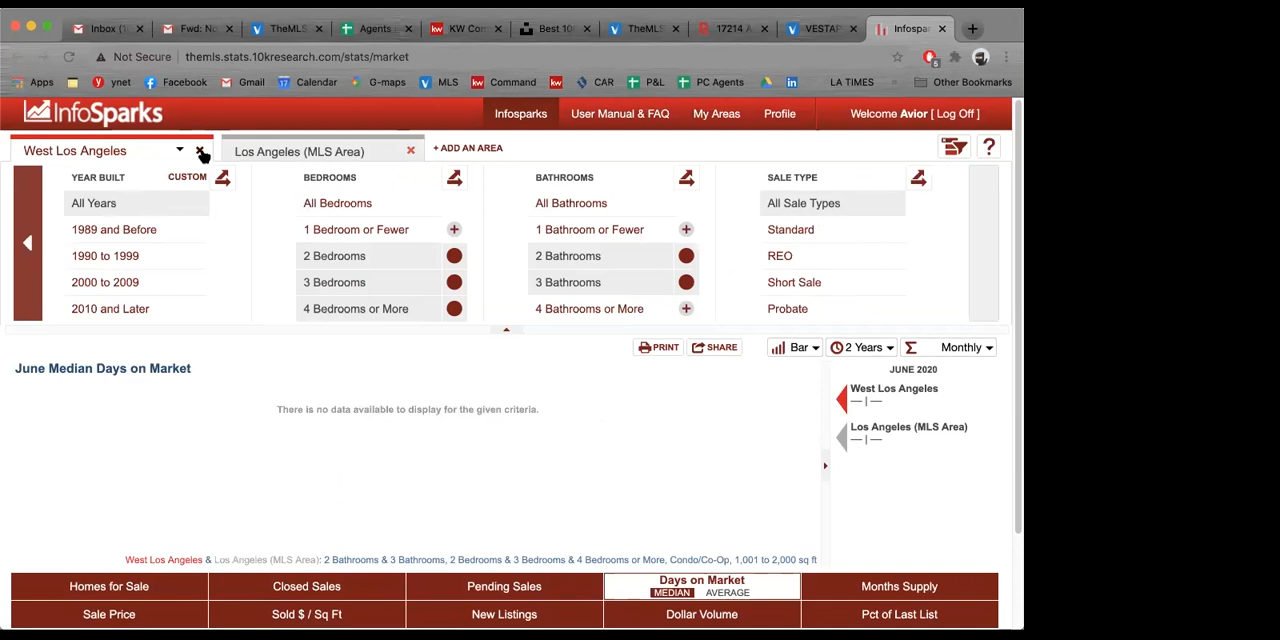 Inbox (1
Fwd: No
TheMLS
Agents
KW Com
Best 10
TheMLS
17214 A
VESTAP
Infospar
Not Secure
themls.stats.10kresearch.com/stats/market
Apps
ynet
Facebook
Gmail
Calendar
G-maps
MLS
Command
CAR
P&L
PC Agents
LA TIMES
»
Other Bookmarks
InfoSparks
Infosparks
User Manual & FAQ
My Areas
Profile
Welcome Avior [ Log Off ]
West Los Angeles
Los Angeles (MLS Area)
+ ADD AN AREA
?
YEAR BUILT
CUSTOM
All Years
1989 and Before
1990 to 1999
2000 to 2009
2010 and Later
BEDROOMS
All Bedrooms
1 Bedroom or Fewer
2 Bedrooms
3 Bedrooms
4 Bedrooms or More
BATHROOMS
All Bathrooms
1 Bathroom or Fewer
2 Bathrooms
3 Bathrooms
4 Bathrooms or More
SALE TYPE
All Sale Types
Standard
REO
Short Sale
Probate
PRINT
SHARE
Bar
2 Years
Σ Monthly
June Median Days on Market
There is no data available to display for the given criteria.
JUNE 2020
West Los Angeles
— | —
Los Angeles (MLS Area)
— | —
West Los Angeles & Los Angeles (MLS Area): 2 Bathrooms & 3 Bathrooms, 2 Bedrooms & 3 Bedrooms & 4 Bedrooms or More, Condo/Co-Op, 1,001 to 2,000 sq ft
Homes for Sale
Closed Sales
Pending Sales
Days on Market
MEDIAN AVERAGE
Months Supply
Sale Price
Sold $ / Sq Ft
New Listings
Dollar Volume
Pct of Last List